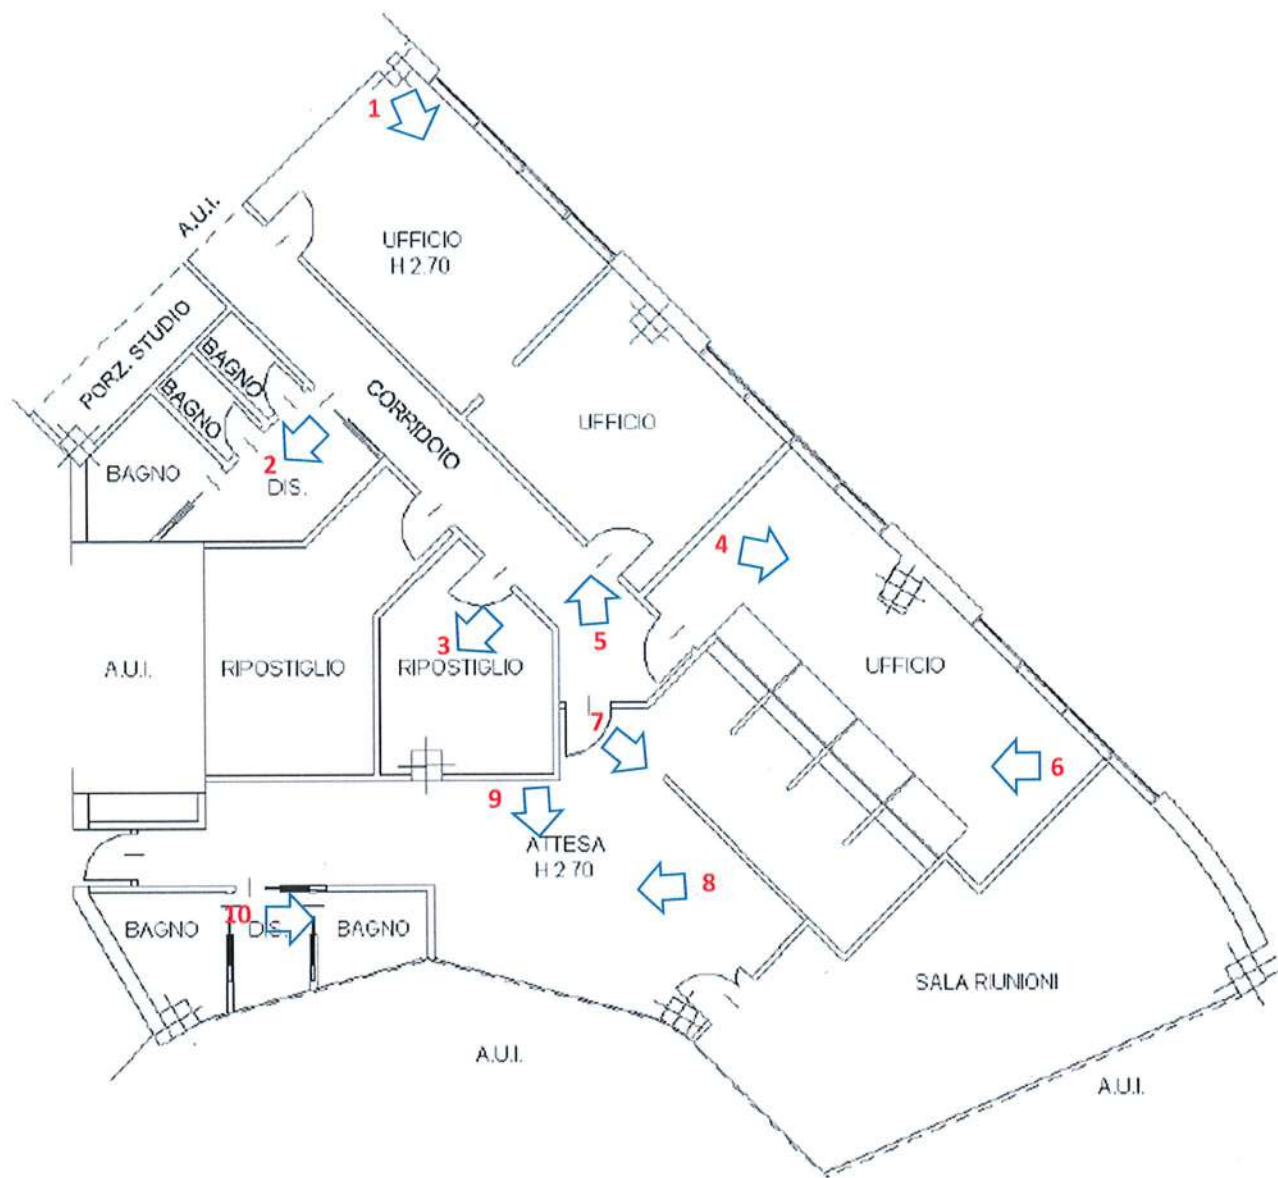 1
A.U.I.
UFFICIO
H 2.70
PORZ. STUDIO
BAGNO
BAGNO
CORRIDOIO
UFFICIO
BAGNO
2
DIS.
4
3
5
A.U.I.
RIPOSTIGLIO
RIPOSTIGLIO
UFFICIO
7
6
9
ATTESA
H 2.70
8
10
BAGNO
DIS.
BAGNO
SALA RIUNIONI
A.U.I.
A.U.I.